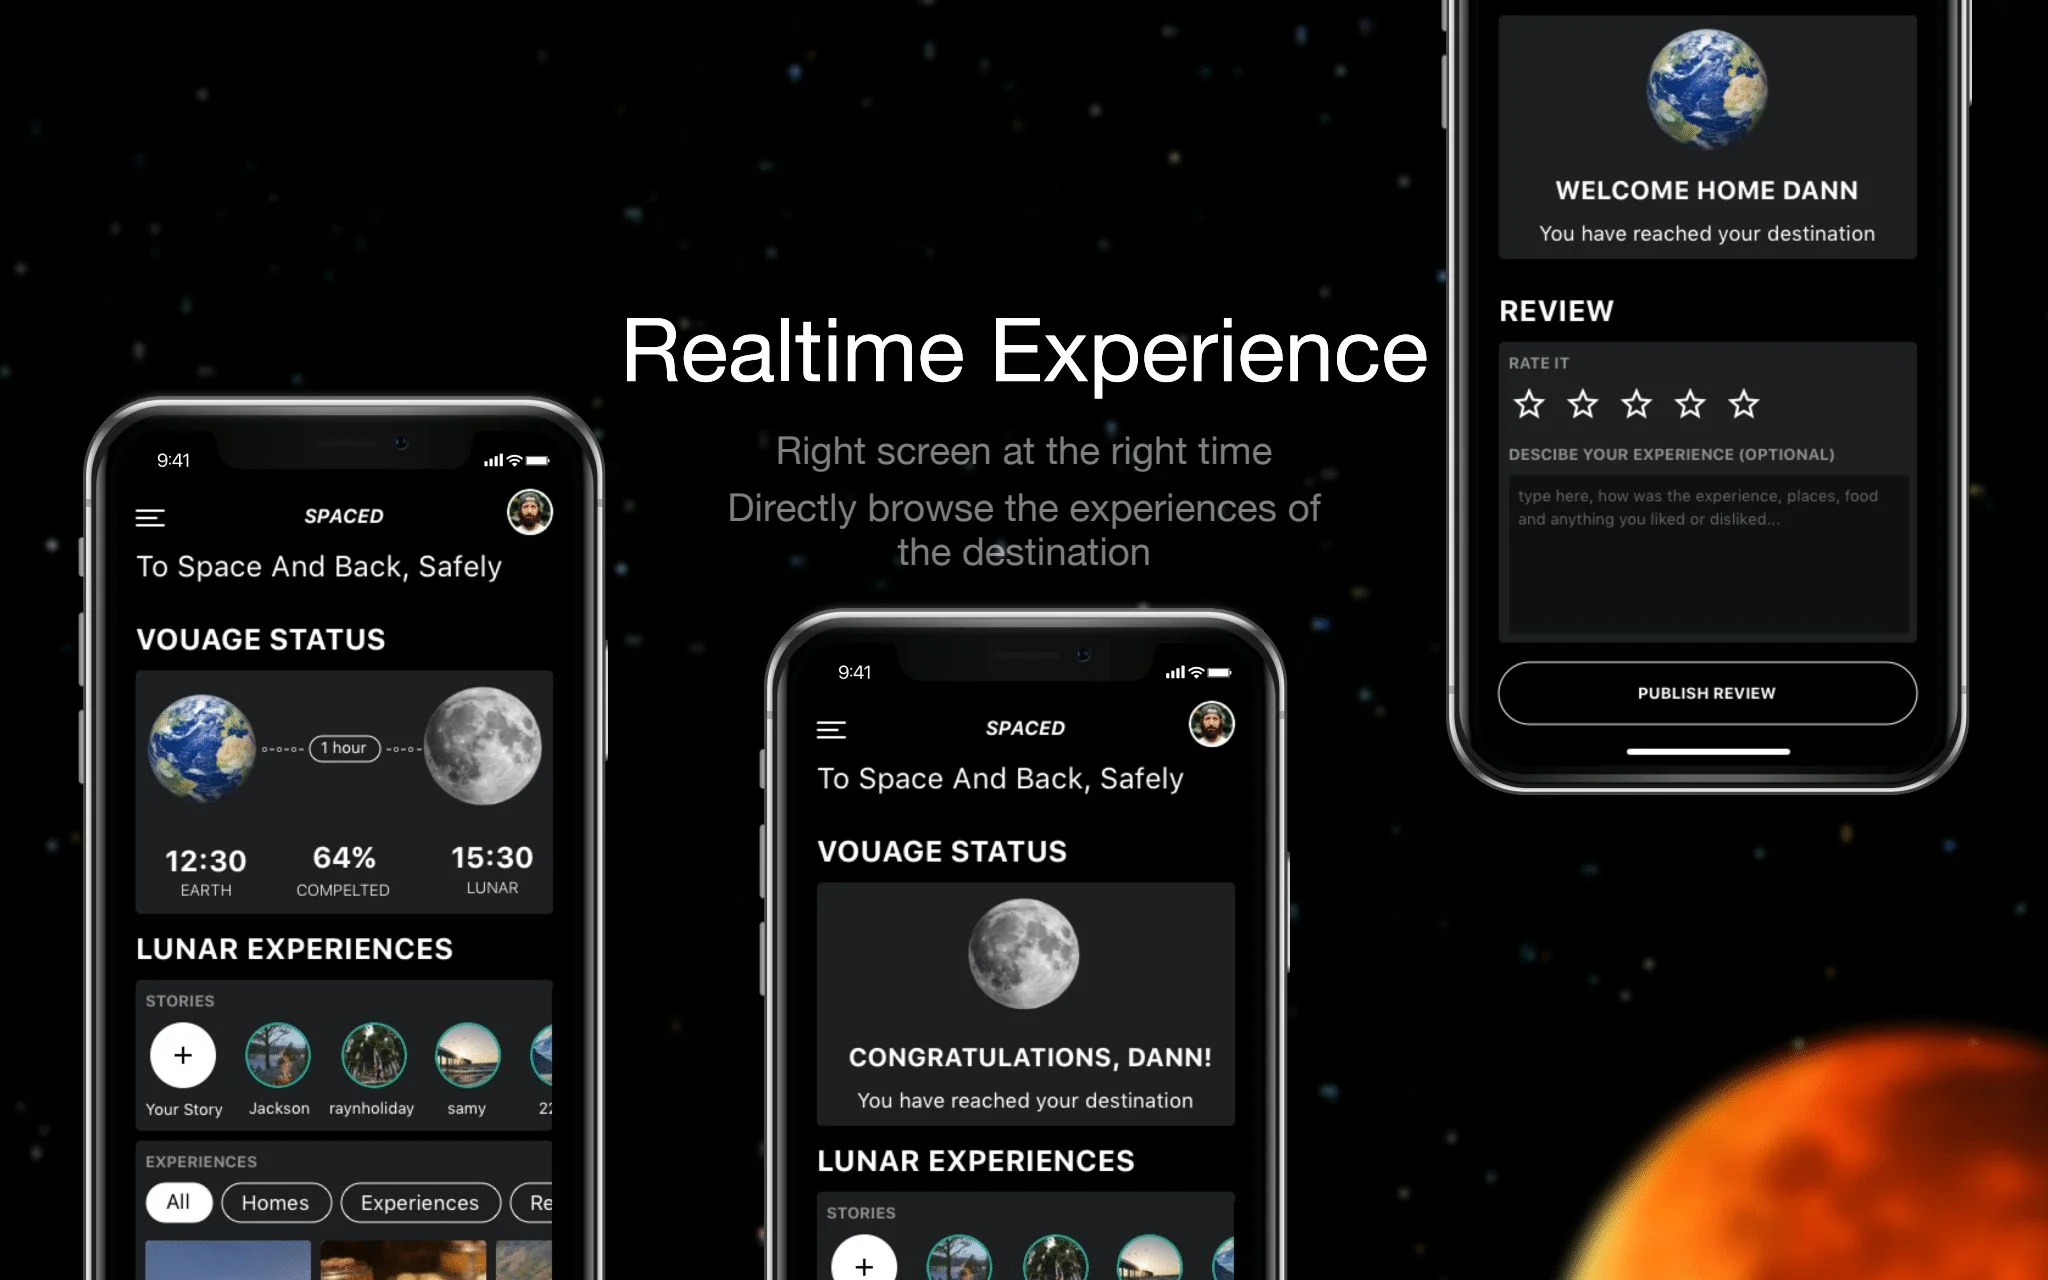 Realtime Experience
Right screen at the right time
Directly browse the experiences of
the destination
9:41
SPACED
To Space And Back, Safely
VOUAGE STATUS
1 hour
12:30
EARTH
64%
COMPELTED
15:30
LUNAR
LUNAR EXPERIENCES
STORIES
+
Your Story
Jackson
raynholiday
samy
22
EXPERIENCES
All
Homes
Experiences
Re
9:41
SPACED
To Space And Back, Safely
VOUAGE STATUS
CONGRATULATIONS, DANN!
You have reached your destination
LUNAR EXPERIENCES
STORIES
+
WELCOME HOME DANN
You have reached your destination
REVIEW
RATE IT
DESCIBE YOUR EXPERIENCE (OPTIONAL)
type here, how was the experience, places, food
and anything you liked or disliked...
PUBLISH REVIEW